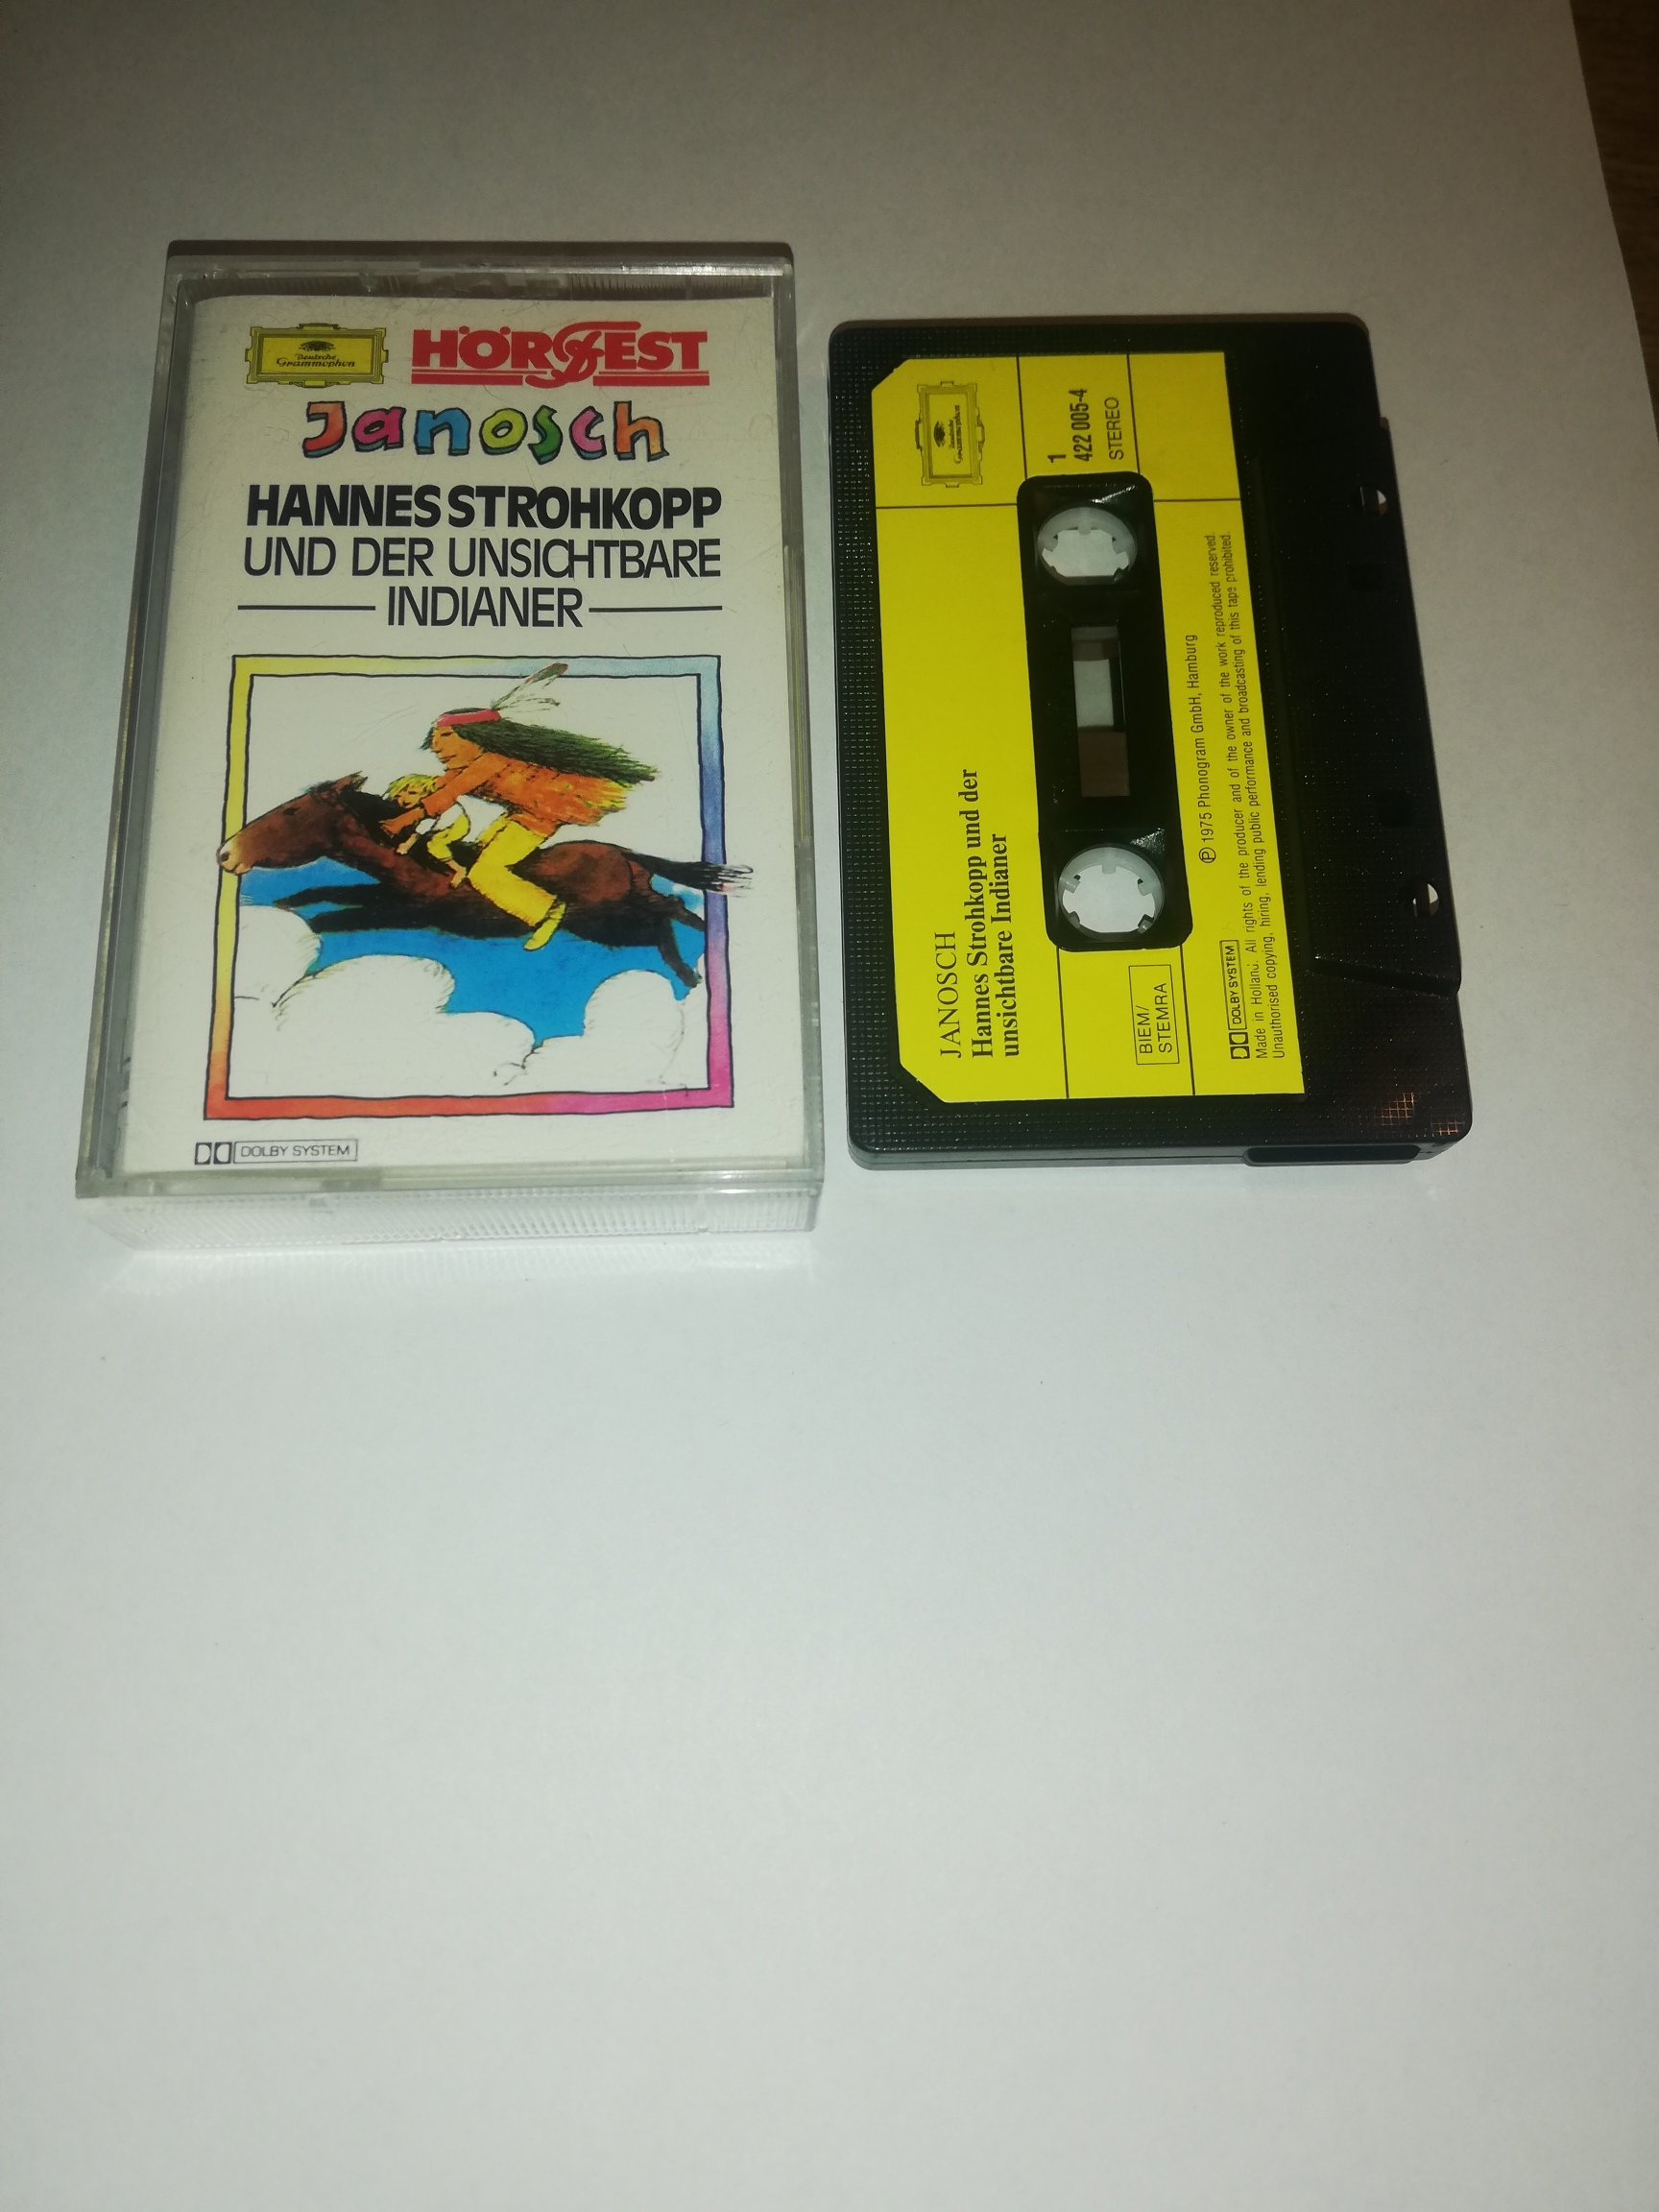 Deutsche
Grammophon
HÖRFEST
Janosch
HANNES STROHKOPP
UND DER UNSICHTBARE
INDIANER
DOLBY SYSTEM
Deutsche
Grammophon
1
422 005-4
STEREO
JANOSCH
Hannes Strohkopp und der
unsichtbare Indianer
BIEM/
STEMRA
℗ 1975 Phonogram GmbH, Hamburg
DOLBY SYSTEM
Made in Holland. All rights of the producer and of the owner of the work reproduced reserved.
Unauthorised copying, hiring, lending public performance and broadcasting of this tape prohibited.